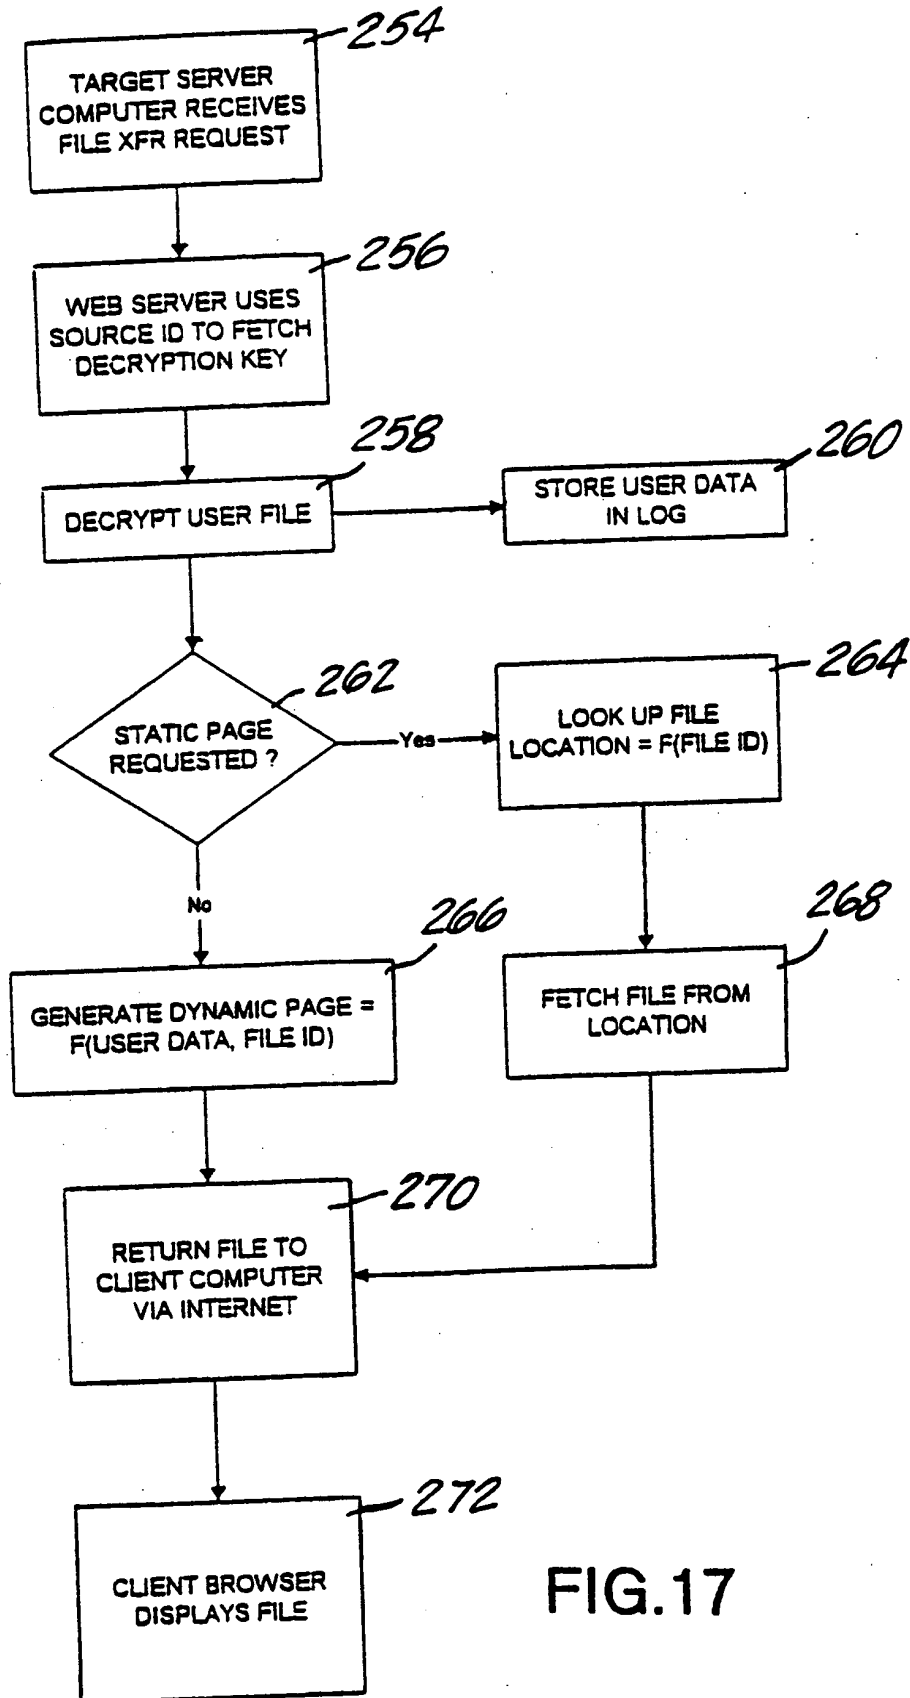 254
TARGET SERVER
COMPUTER RECEIVES
FILE XFR REQUEST
256
WEB SERVER USES
SOURCE ID TO FETCH
DECRYPTION KEY
258
DECRYPT USER FILE
260
STORE USER DATA
IN LOG
262
STATIC PAGE
REQUESTED ?
Yes
264
LOOK UP FILE
LOCATION = F(FILE ID)
No
266
GENERATE DYNAMIC PAGE =
F(USER DATA, FILE ID)
268
FETCH FILE FROM
LOCATION
270
RETURN FILE TO
CLIENT COMPUTER
VIA INTERNET
272
CLIENT BROWSER
DISPLAYS FILE
FIG.17